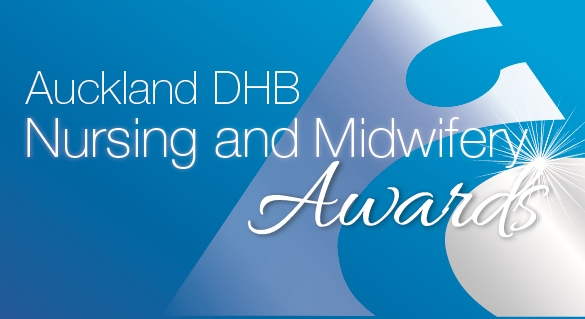 Auckland DHB
Nursing and Midwifery
Awards